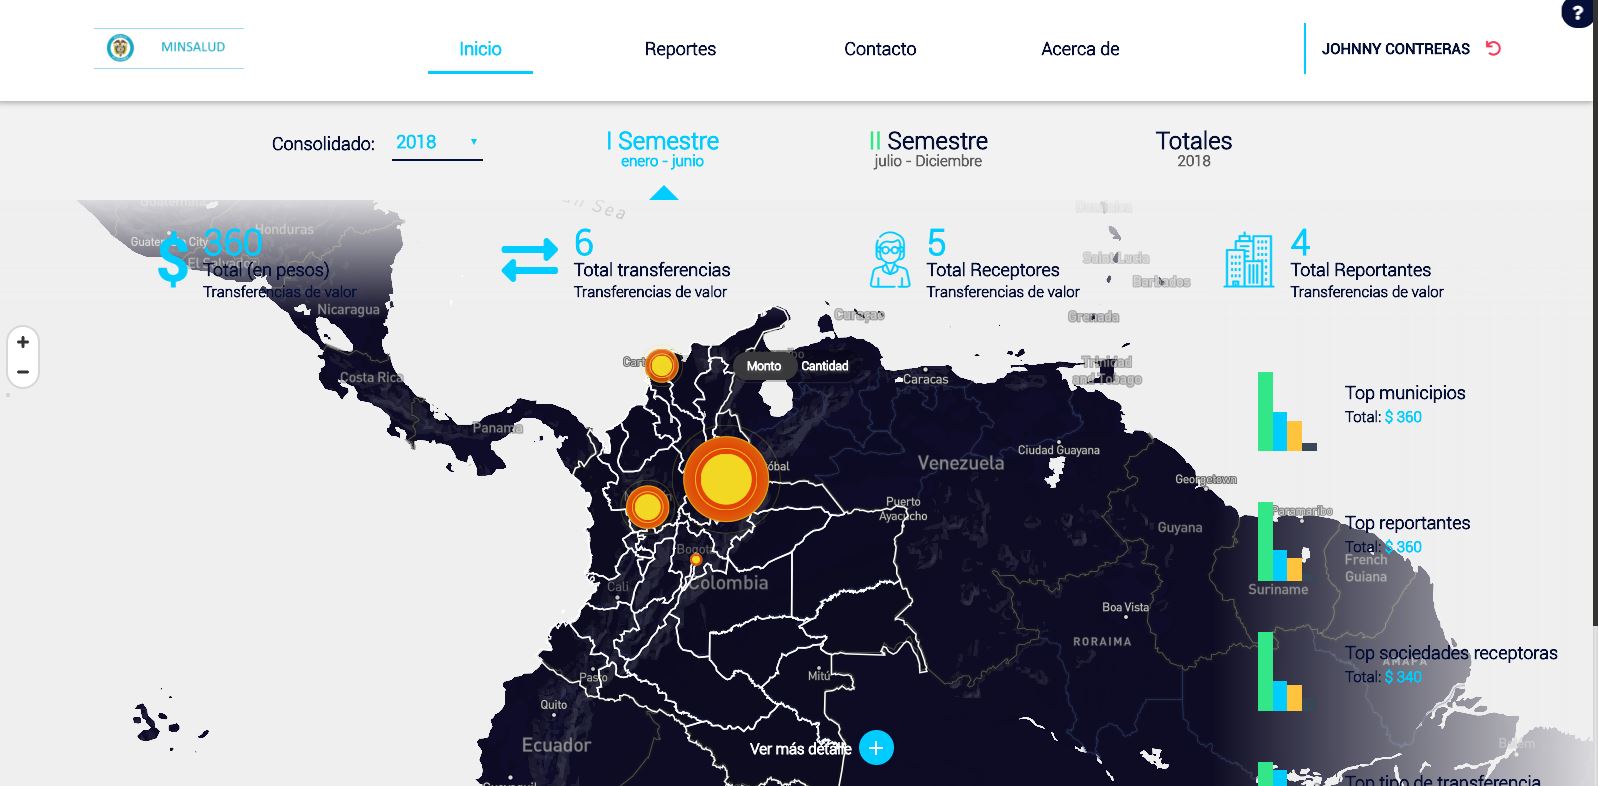 MINSALUD
Inicio
Reportes
Contacto
Acerca de
JOHNNY CONTRERAS
?
Consolidado:
2018
I Semestre
enero - junio
II Semestre
julio - Diciembre
Totales
2018
$
360
Total (en pesos)
Transferencias de valor
6
Total transferencias
Transferencias de valor
5
Total Receptores
Transferencias de valor
4
Total Reportantes
Transferencias de valor
+
−
Monto
Cantidad
Top municipios
Total: $ 360
Top reportantes
Total: $ 360
Top sociedades receptoras
Total: $ 340
Top tipo de transferencia
Ver más detalle
+
Guatemala
Honduras
El Salvador
Nicaragua
Costa Rica
Panama
Curaçao
Saint Lucia
Barbados
Grenada
Trinidad
and Tobago
Caracas
Venezuela
Ciudad Guayana
Georgetown
Puerto
Ayacucho
Guyana
Paramaribo
French
Guiana
Suriname
Boa Vista
RORAIMA
AMAPÁ
Belém
Bogotá
Colombia
Cali
Pasto
Mitú
Quito
Ecuador